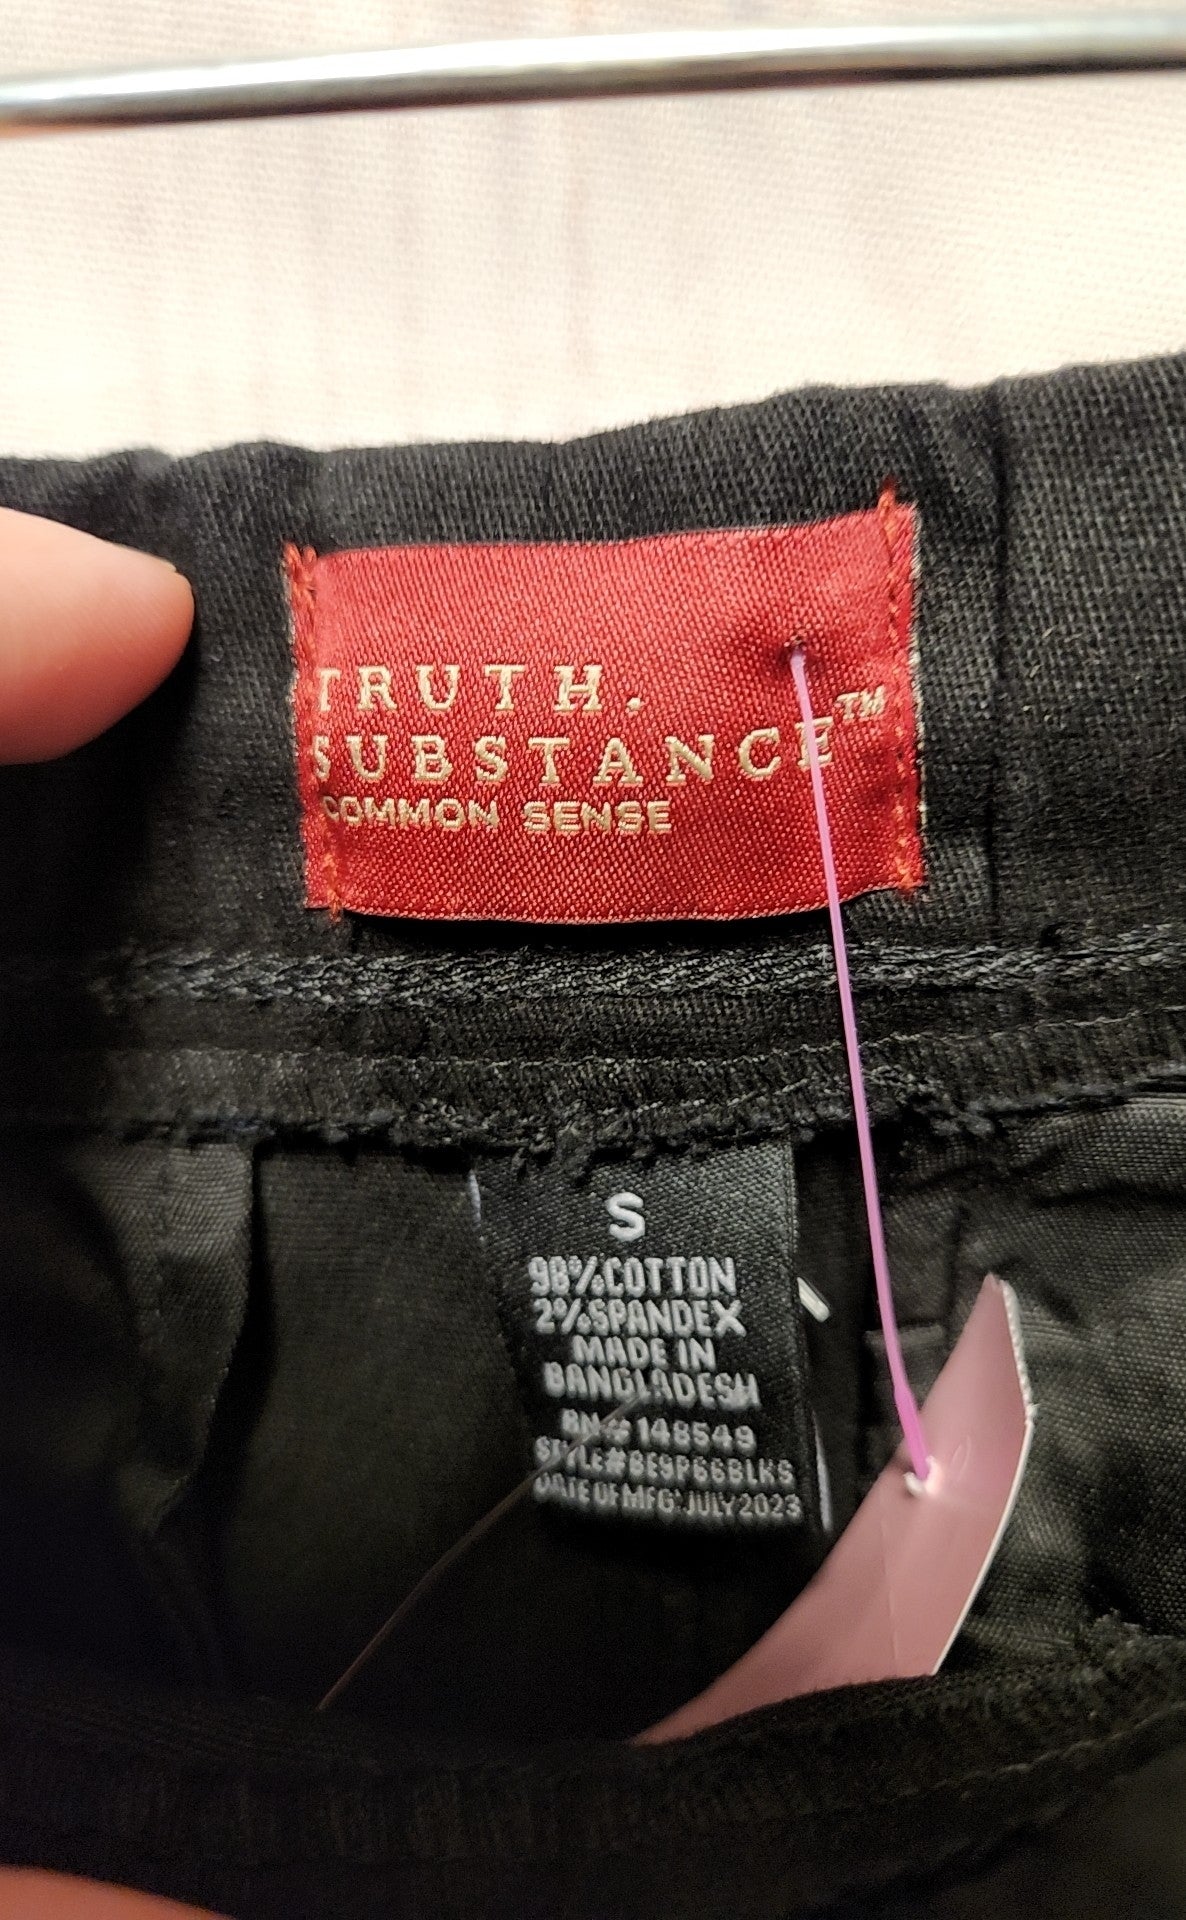 TRUTH.
SUBSTANCE™
COMMON SENSE
S
98%COTTON
2%SPANDEX
MADE IN
BANGLADESH
RN#148549
STYLE#BE9P66BLKS
DATE OF MFG:JULY2023